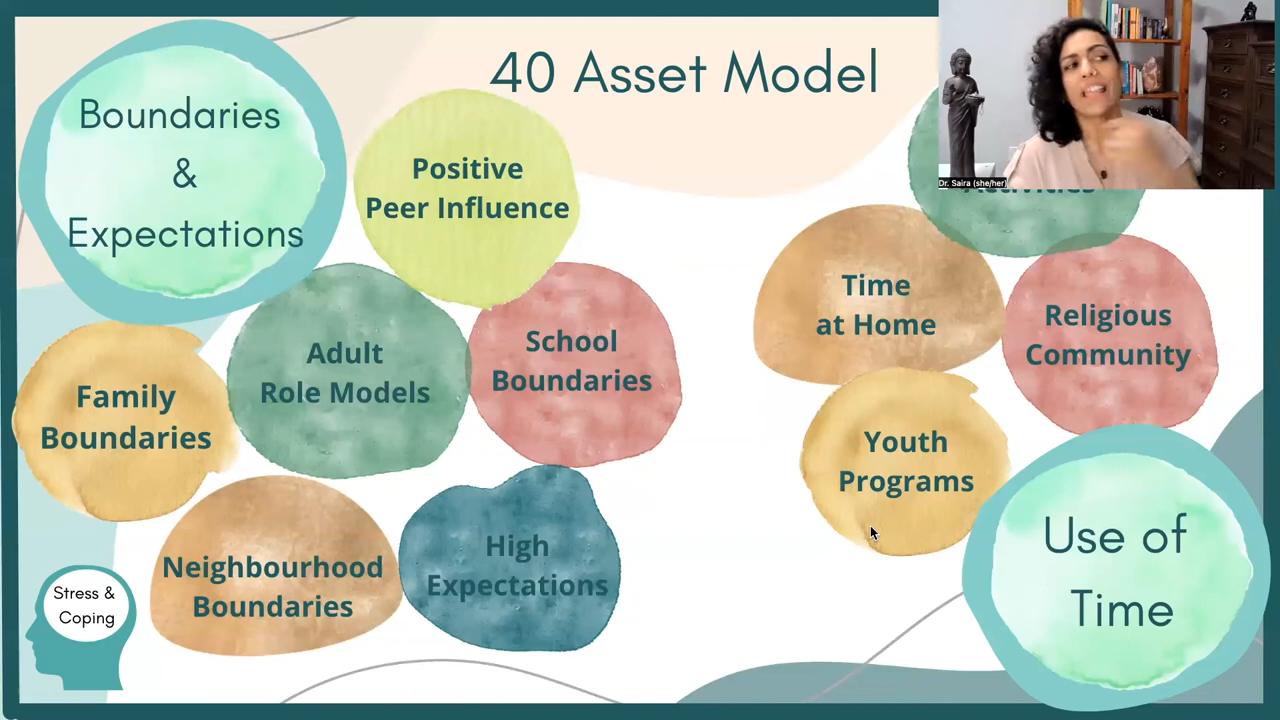 40 Asset Model
Boundaries
&
Expectations
Positive
Peer Influence
Adult
Role Models
School
Boundaries
Family
Boundaries
Neighbourhood
Boundaries
High
Expectations
Stress &
Coping
Dr. Saira (she/her)
Activities
Time
at Home
Religious
Community
Youth
Programs
Use of
Time